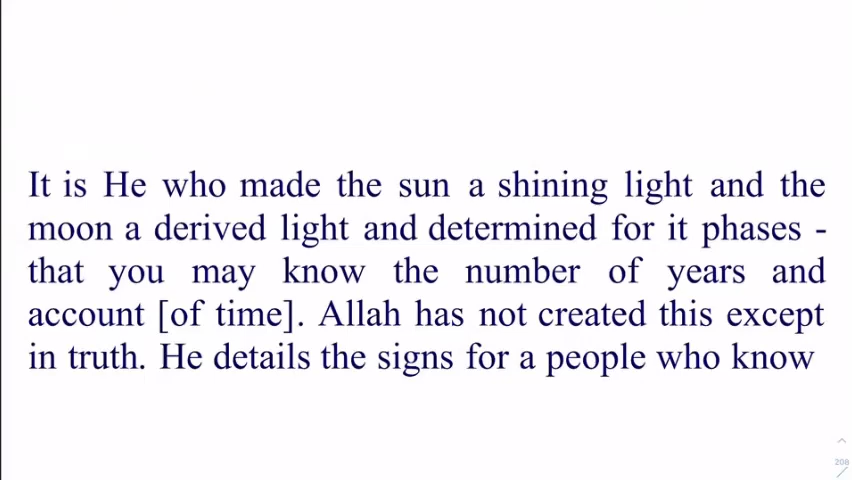 It is He who made the sun a shining light and the
moon a derived light and determined for it phases -
that you may know the number of years and
account [of time]. Allah has not created this except
in truth. He details the signs for a people who know
208